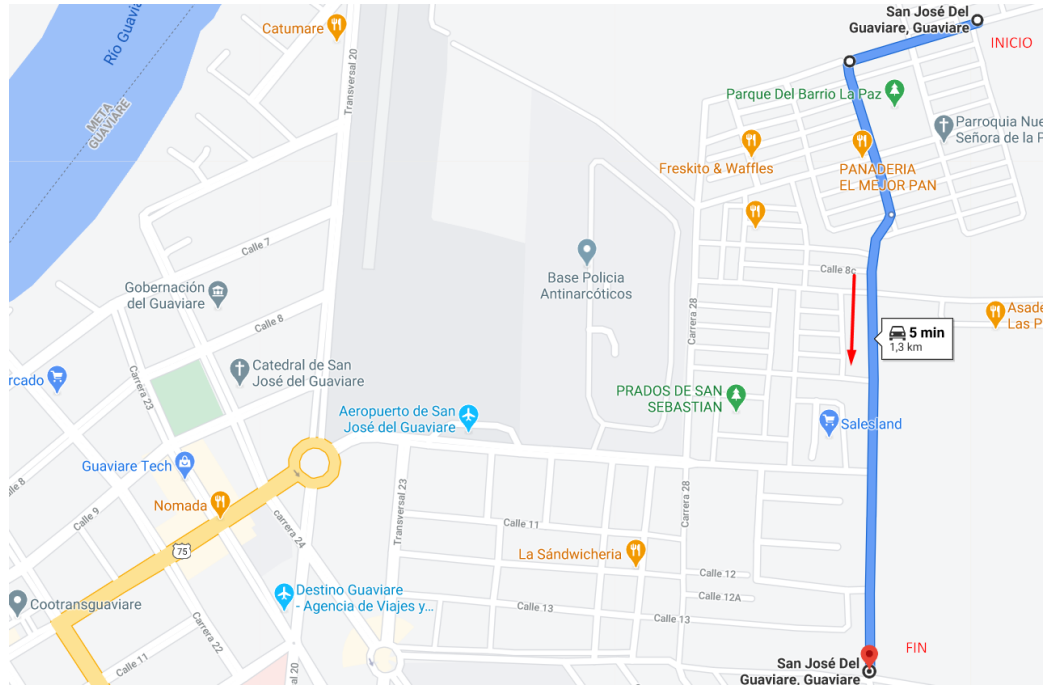 San José Del
Guaviare, Guaviare
INICIO
Catumare
Río Guavia
META
GUAVIARE
Transversal 20
Parque Del Barrio La Paz
Parroquia Nue
Señora de la P
Freskito & Waffles
PANADERIA
EL MEJOR PAN
Calle 7
Base Policia
Antinarcóticos
Calle 8c
Gobernación
del Guaviare
Calle 8
Carrera 28
Asade
Las P
5 min
1,3 km
Catedral de San
José del Guaviare
rcado
Carrera 23
PRADOS DE SAN
SEBASTIAN
Aeropuerto de San
José del Guaviare
Salesland
Guaviare Tech
lle 8
Nomada
Calle 9
carrera 24
Transversal 23
Carrera 28
Calle 11
75
La Sándwicheria
Calle 12
Calle 12A
Destino Guaviare
- Agencia de Viajes y...
Cootransguaviare
Calle 13
Calle 13
Carrera 22
Calle 11
al 20
FIN
San José Del
Guaviare, Guaviare